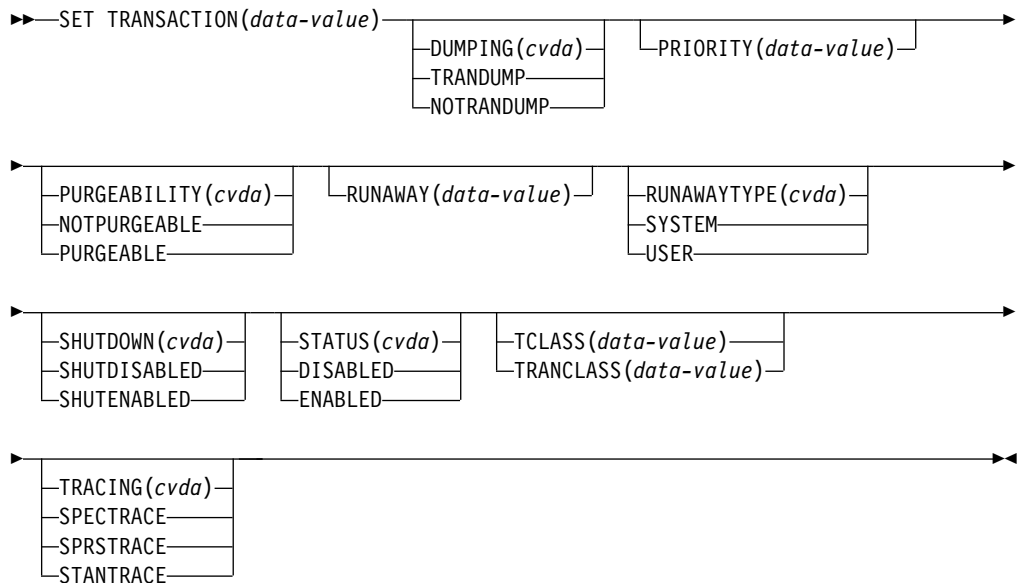 SET TRANSACTION(data-value)
DUMPING(cvda)
TRANDUMP
NOTRANDUMP
PRIORITY(data-value)
PURGEABILITY(cvda)
NOTPURGEABLE
PURGEABLE
RUNAWAY(data-value)
RUNAWAYTYPE(cvda)
SYSTEM
USER
SHUTDOWN(cvda)
SHUTDISABLED
SHUTENABLED
STATUS(cvda)
DISABLED
ENABLED
TCLASS(data-value)
TRANCLASS(data-value)
TRACING(cvda)
SPECTRACE
SPRSTRACE
STANTRACE